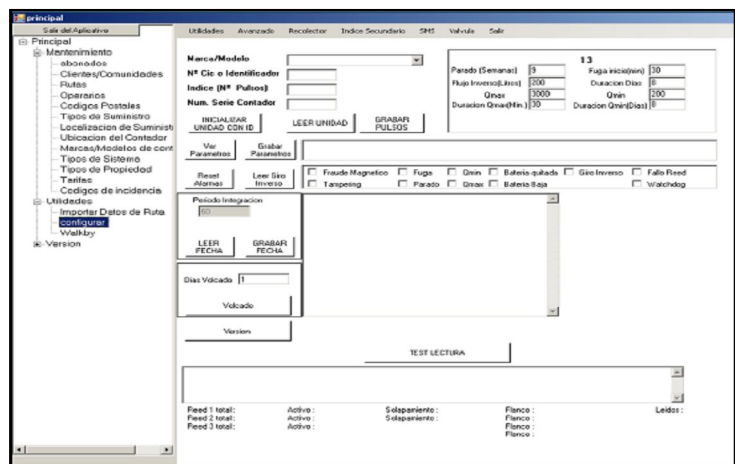 principal
Salir del Aplicativo
Utilidades Avanzado Recolector Indice Secundario SMS Valvula Salir
Principal
Mantenimiento
abonados
Clientes/Comunidades
Rutas
Operarios
Codigos Postales
Tipos de Suministro
Localizacion de Suminist
Ubicacion del Contador
Marcas/Modelos de cont
Tipos de Sistema
Tipos de Propiedad
Tarifas
Codigos de incidencia
Utilidades
Importar Datos de Ruta
configurar
Walkby
Version
Marca/Modelo
Nº Cic o Identificador
Indice (Nº Pulsos)
Num. Serie Contador
INICIALIZAR UNIDAD CON ID
LEER UNIDAD
GRABAR PULSOS
13
Parado (Semanas) 9 Fuga inicio(min) 30
Flujo Inverso(Litros) 200 Duracion Dias 8
Qmax 3000 Qmin 200
Duracion Qmax(Min.) 30 Duracion Qmin(Dias) 8
Ver Parametros
Grabar Parametros
Reset Alarmas
Leer Giro Inverso
Fraude Magnetico Fuga Qmin Bateria quitada Giro Inverso Fallo Reed
Tampering Parado Qmax Bateria Baja Watchdog
Periodo Integracion
60
LEER FECHA
GRABAR FECHA
Dias Volcado 1
Volcado
Version
TEST LECTURA
Reed 1 total: Activo : Solapamiento : Flanco : Leidos :
Reed 2 total: Activo : Solapamiento : Flanco :
Reed 3 total: Activo : Flanco :
Flanco :